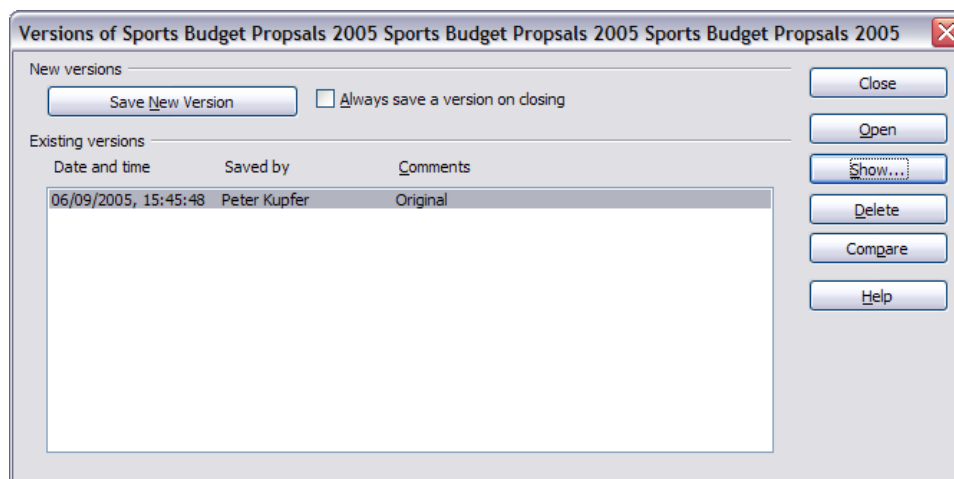 Versions of Sports Budget Propsals 2005 Sports Budget Propsals 2005 Sports Budget Propsals 2005
New versions
Save New Version
Always save a version on closing
Existing versions
Date and time Saved by Comments
06/09/2005, 15:45:48 Peter Kupfer Original
Close
Open
Show...
Delete
Compare
Help